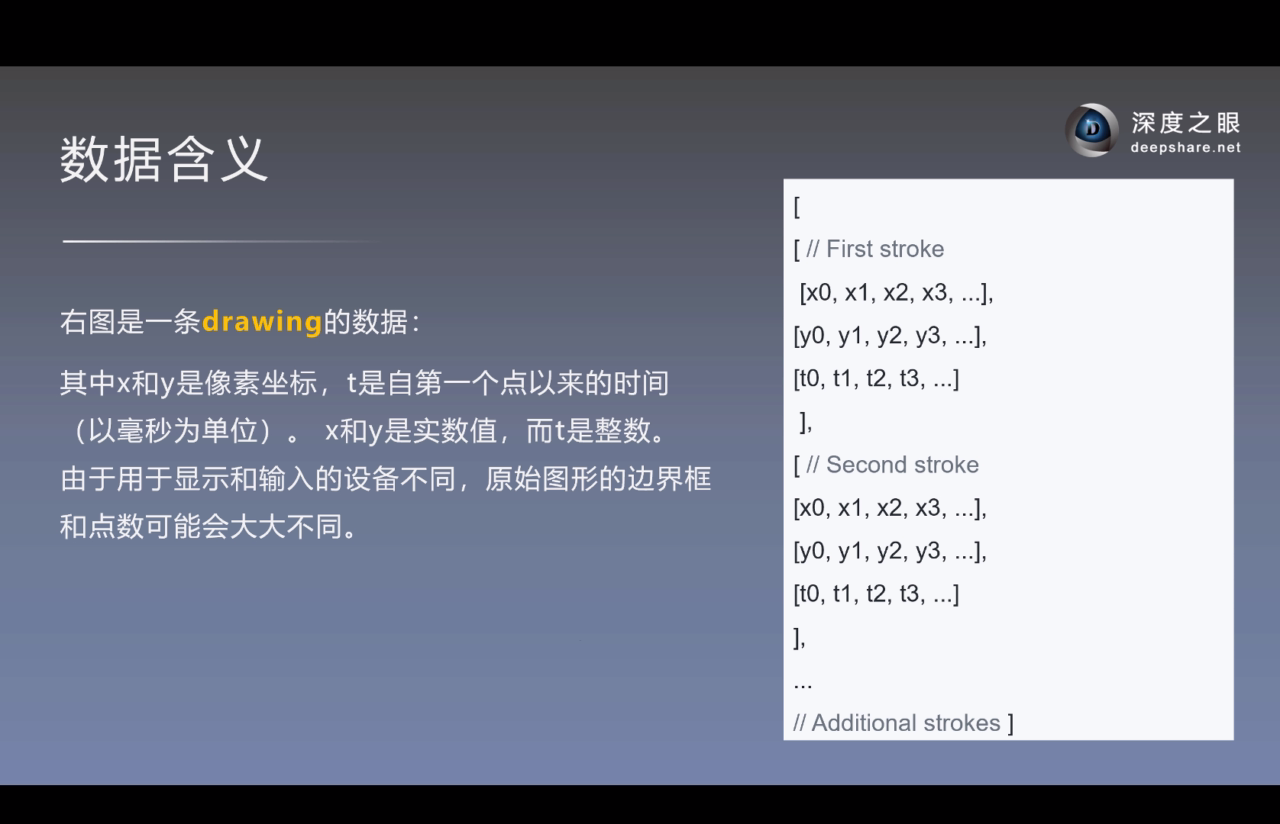 深度之眼
deepshare.net
数据含义
右图是一条drawing的数据：
其中x和y是像素坐标，t是自第一个点以来的时间
（以毫秒为单位）。 x和y是实数值，而t是整数。
由于用于显示和输入的设备不同，原始图形的边界框
和点数可能会大大不同。
[
[ // First stroke
[x0, x1, x2, x3, ...],
[y0, y1, y2, y3, ...],
[t0, t1, t2, t3, ...]
],
[ // Second stroke
[x0, x1, x2, x3, ...],
[y0, y1, y2, y3, ...],
[t0, t1, t2, t3, ...]
],
...
// Additional strokes ]